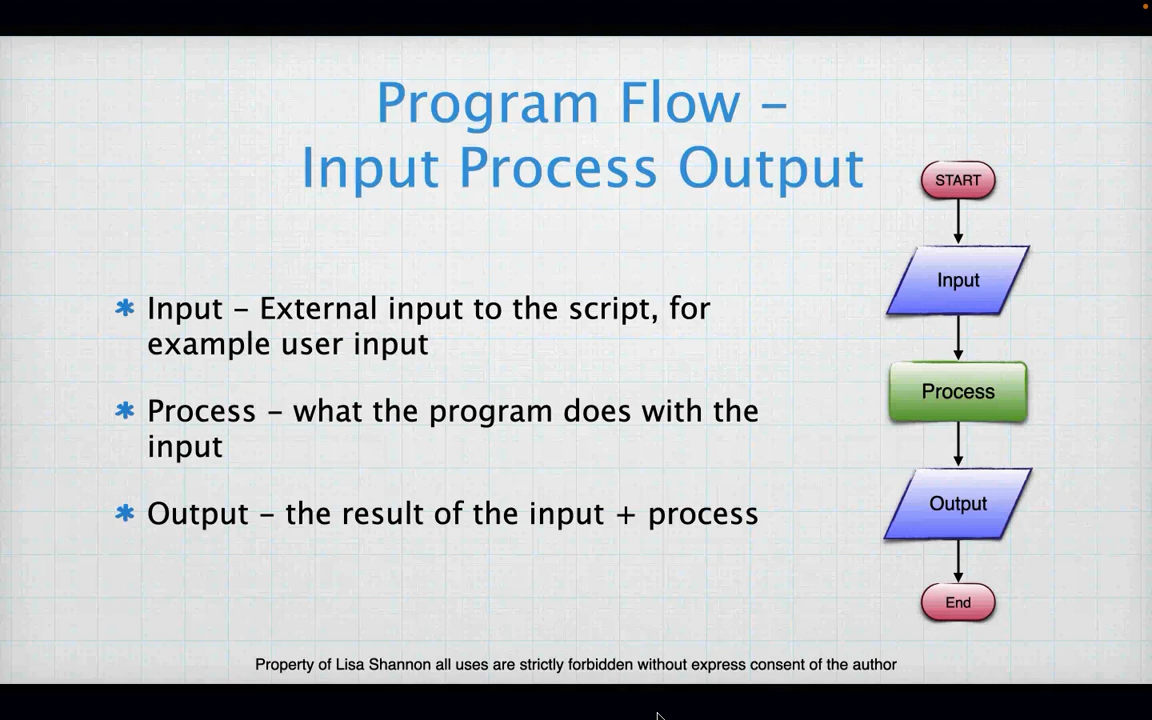 Program Flow –
Input Process Output
* Input – External input to the script, for
example user input
* Process – what the program does with the
input
* Output – the result of the input + process
START
Input
Process
Output
End
Property of Lisa Shannon all uses are strictly forbidden without express consent of the author